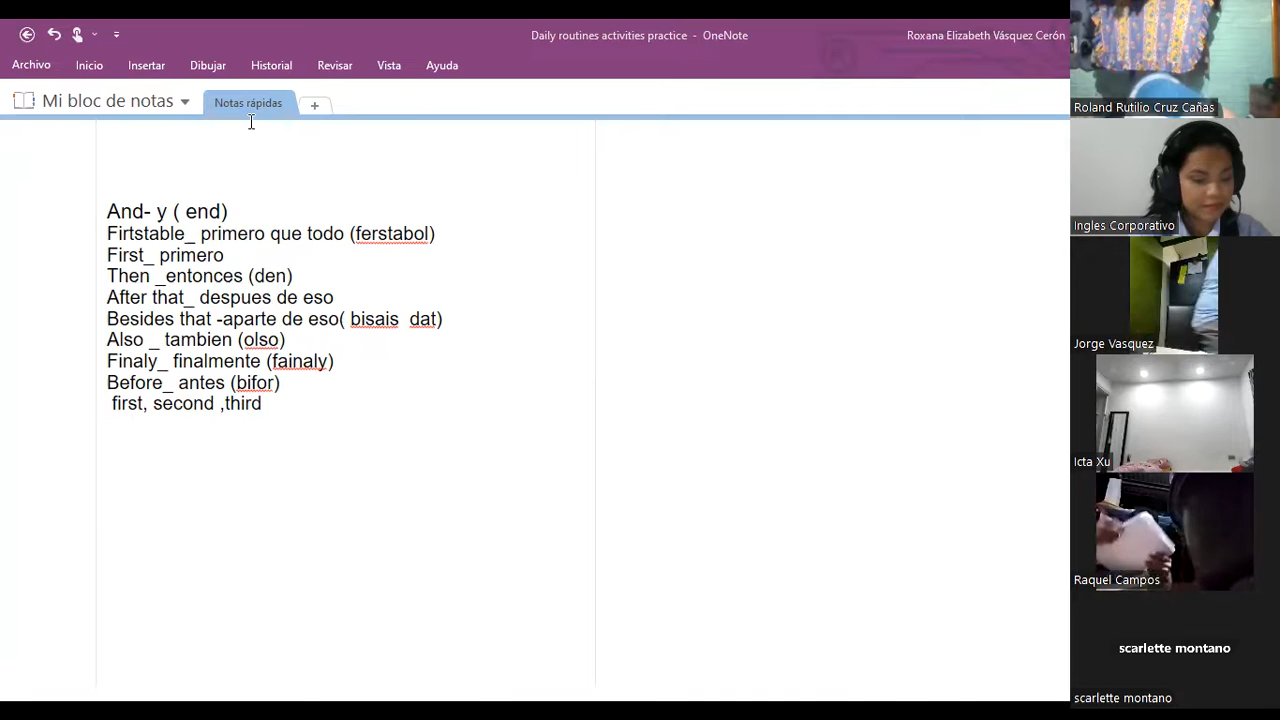 Daily routines activities practice - OneNote
Roxana Elizabeth Vásquez Cerón
Archivo Inicio Insertar Dibujar Historial Revisar Vista Ayuda
Mi bloc de notas
Notas rápidas
And- y ( end)
Firtstable_ primero que todo (ferstabol)
First_ primero
Then _entonces (den)
After that_ despues de eso
Besides that -aparte de eso( bisais dat)
Also _ tambien (olso)
Finaly_ finalmente (fainaly)
Before_ antes (bifor)
first, second ,third
Roland Rutilio Cruz Cañas
Ingles Corporativo
Jorge Vasquez
Icta Xu
Raquel Campos
scarlette montano
scarlette montano